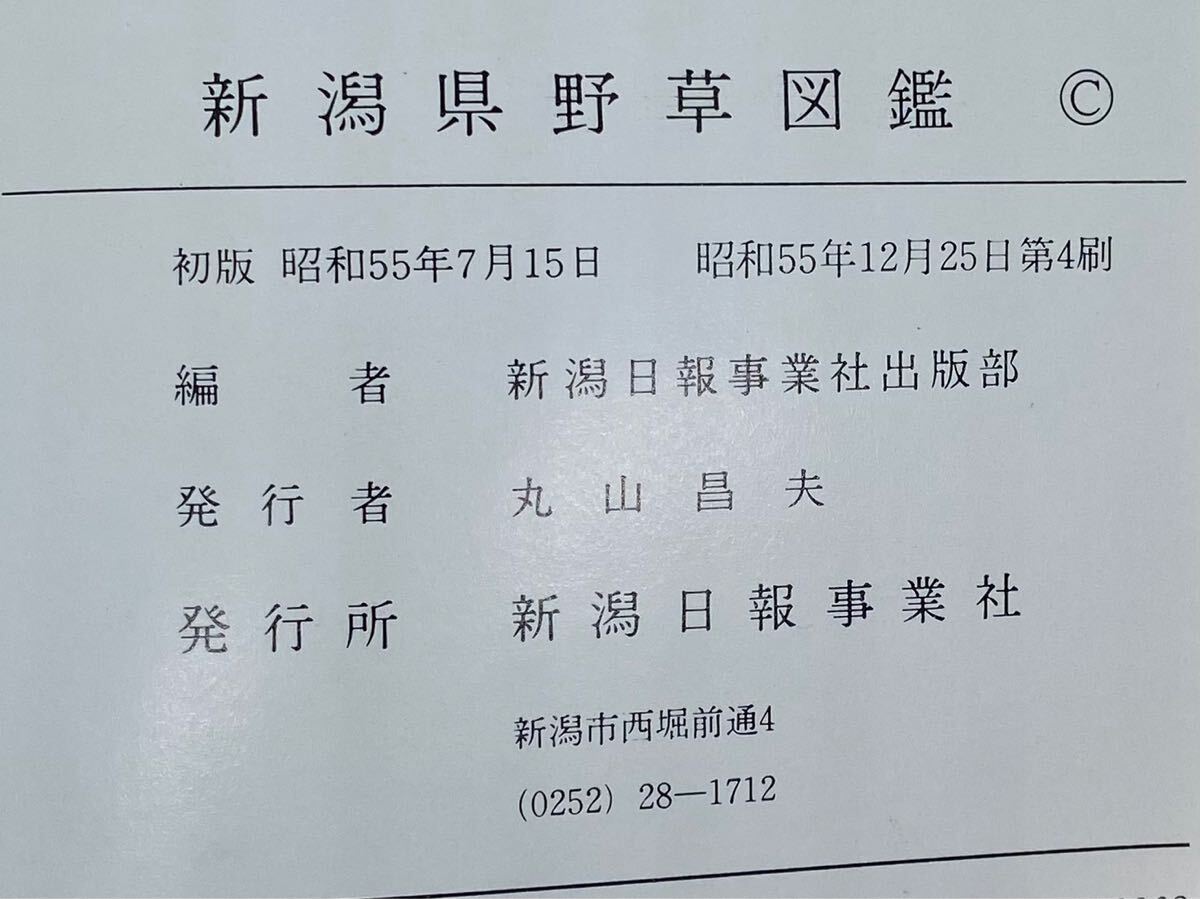 新潟県野草図鑑 ©
初版 昭和55年7月15日 昭和55年12月25日第4刷
編者 新潟日報事業社出版部
発行者 丸山昌夫
発行所 新潟日報事業社
新潟市西堀前通4
(0252) 28—1712